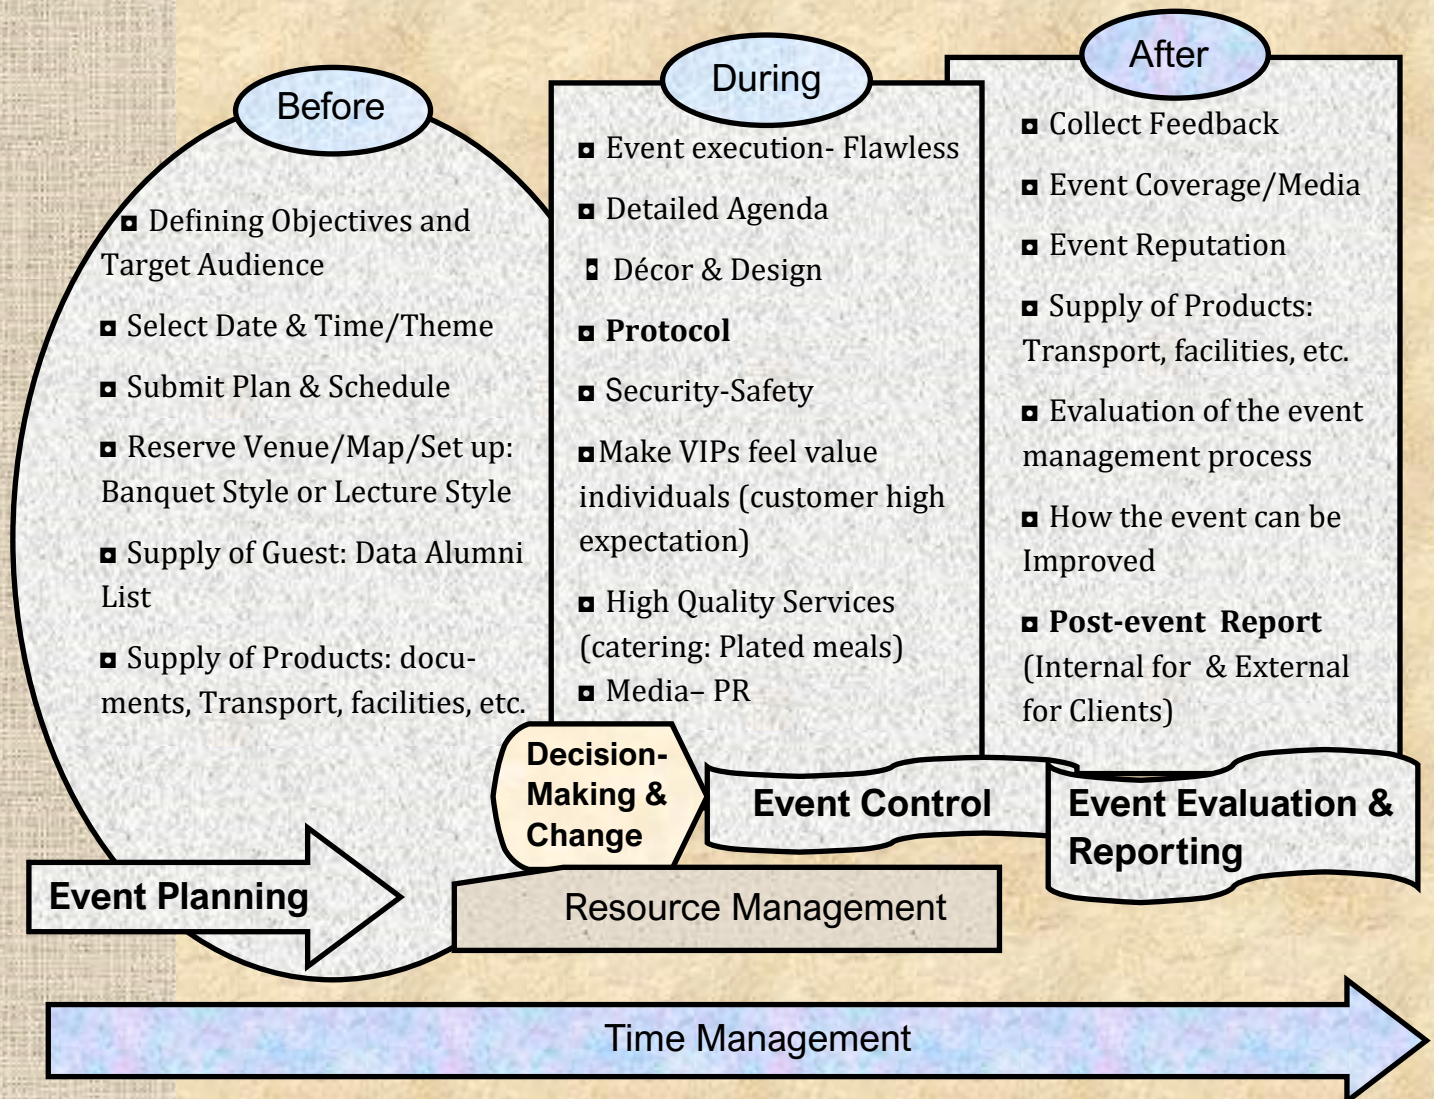 Before
◘ Defining Objectives and
Target Audience
◘ Select Date & Time/Theme
◘ Submit Plan & Schedule
◘ Reserve Venue/Map/Set up:
Banquet Style or Lecture Style
◘ Supply of Guest: Data Alumni
List
◘ Supply of Products: docu-
ments, Transport, facilities, etc.
Event Planning
During
◘ Event execution- Flawless
◘ Detailed Agenda
◘ Décor & Design
◘ Protocol
◘ Security-Safety
◘Make VIPs feel value
individuals (customer high
expectation)
◘ High Quality Services
(catering: Plated meals)
◘ Media– PR
Decision-
Making &
Change
Event Control
Resource Management
After
◘ Collect Feedback
◘ Event Coverage/Media
◘ Event Reputation
◘ Supply of Products:
Transport, facilities, etc.
◘ Evaluation of the event
management process
◘ How the event can be
Improved
◘ Post-event Report
(Internal for & External
for Clients)
Event Evaluation &
Reporting
Time Management